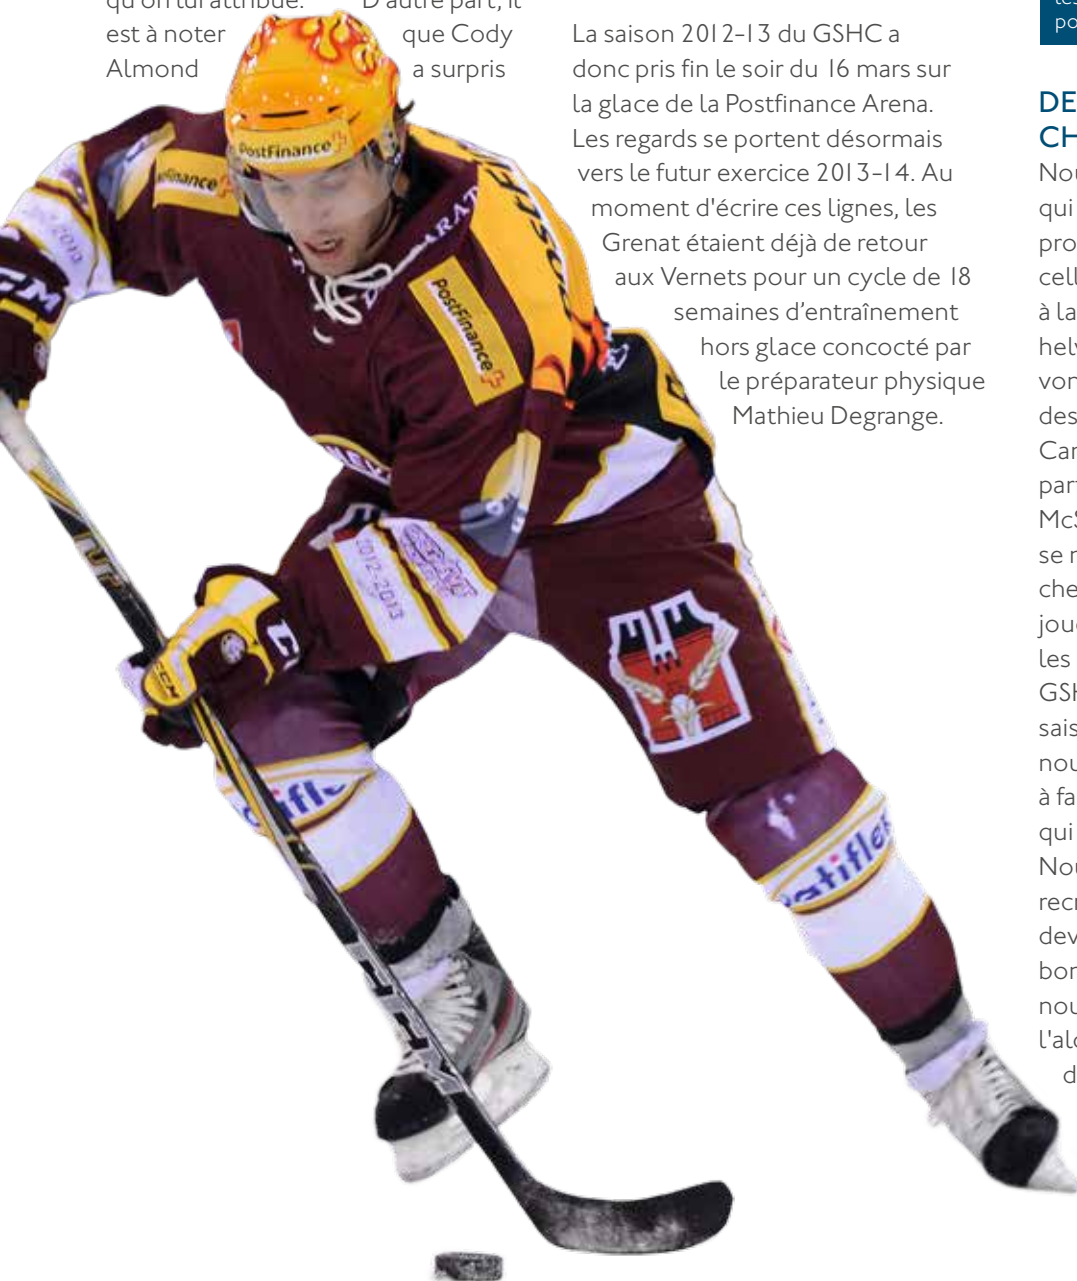 qu'on lui attribue. D'autre part, il
est à noter que Cody
Almond a surpris
La saison 2012-13 du GSHC a
donc pris fin le soir du 16 mars sur
la glace de la Postfinance Arena.
Les regards se portent désormais
vers le futur exercice 2013-14. Au
moment d'écrire ces lignes, les
Grenat étaient déjà de retour
aux Vernets pour un cycle de 18
semaines d’entraînement
hors glace concocté par
le préparateur physique
Mathieu Degrange.
DE
CH
Nou
qui
pro
cell
à la
helv
von
des
Car
par
McS
se r
che
joue
les
GSH
sais
nou
à fa
qui
Nou
recr
dev
bor
nou
l'alc
d
PostFinance
PostFinance
PostFinance
2012-2013
CCM